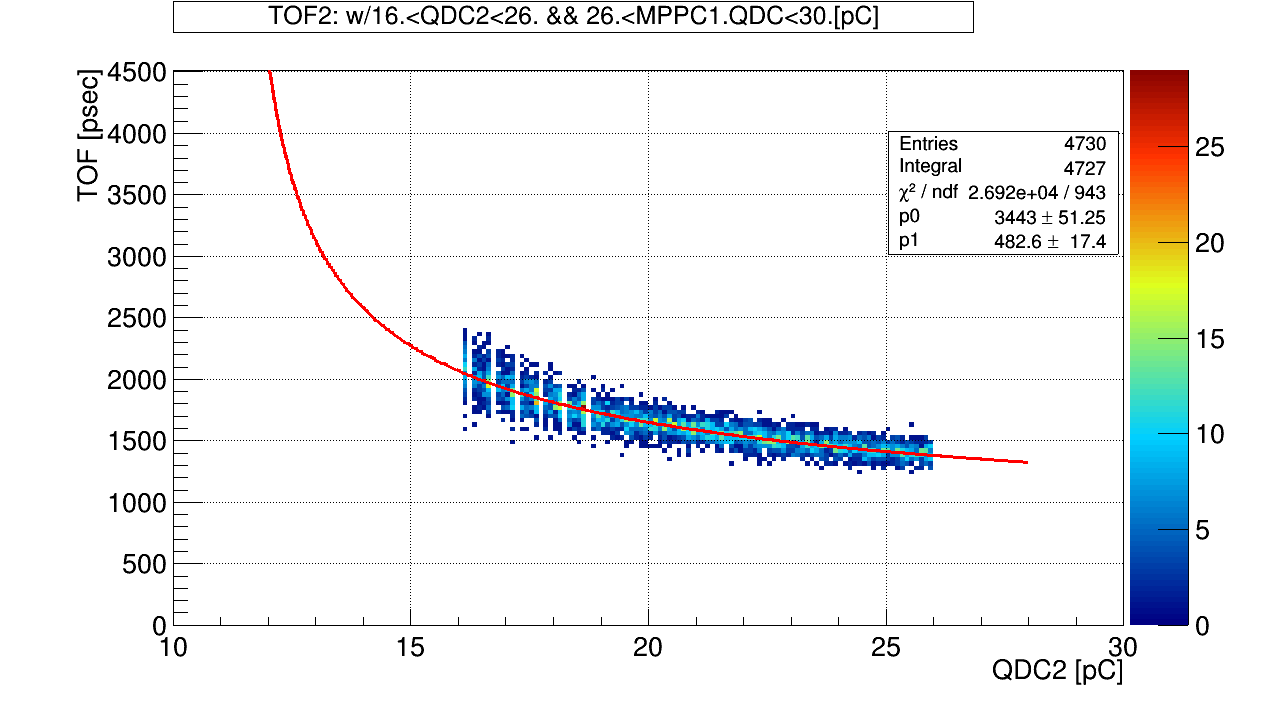 TOF2: w/16.<QDC2<26. && 26.<MPPC1.QDC<30.[pC]
TOF [psec]
4500
4000
3500
3000
2500
2000
1500
1000
500
0
Entries 4730
Integral 4727
χ² / ndf 2.692e+04 / 943
p0 3443 ± 51.25
p1 482.6 ± 17.4
25
20
15
10
5
0
10 15 20 25 30
QDC2 [pC]